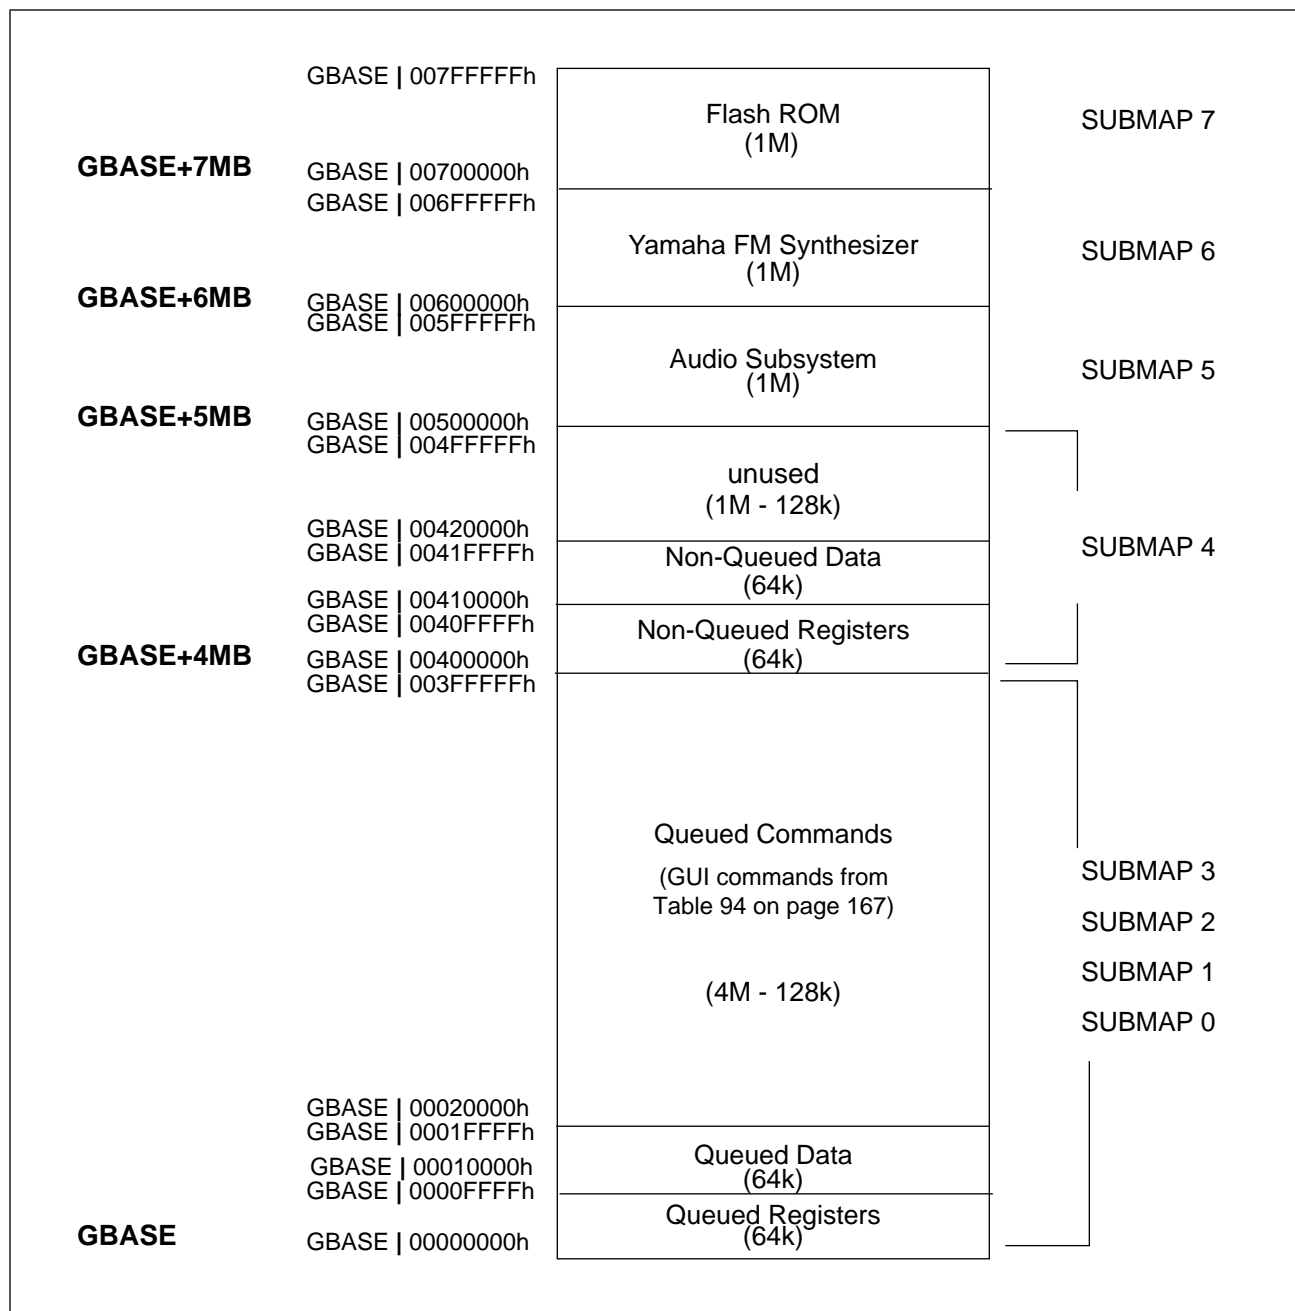 GBASE | 007FFFFFh
Flash ROM
(1M)
SUBMAP 7
GBASE+7MB
GBASE | 00700000h
GBASE | 006FFFFFh
Yamaha FM Synthesizer
(1M)
SUBMAP 6
GBASE+6MB
GBASE | 00600000h
GBASE | 005FFFFFh
Audio Subsystem
(1M)
SUBMAP 5
GBASE+5MB
GBASE | 00500000h
GBASE | 004FFFFFh
unused
(1M - 128k)
GBASE | 00420000h
GBASE | 0041FFFFh
Non-Queued Data
(64k)
SUBMAP 4
GBASE | 00410000h
GBASE | 0040FFFFh
Non-Queued Registers
(64k)
GBASE+4MB
GBASE | 00400000h
GBASE | 003FFFFFh
Queued Commands
(GUI commands from
Table 94 on page 167)
(4M - 128k)
SUBMAP 3
SUBMAP 2
SUBMAP 1
SUBMAP 0
GBASE | 00020000h
GBASE | 0001FFFFh
Queued Data
(64k)
GBASE | 00010000h
GBASE | 0000FFFFh
Queued Registers
(64k)
GBASE
GBASE | 00000000h